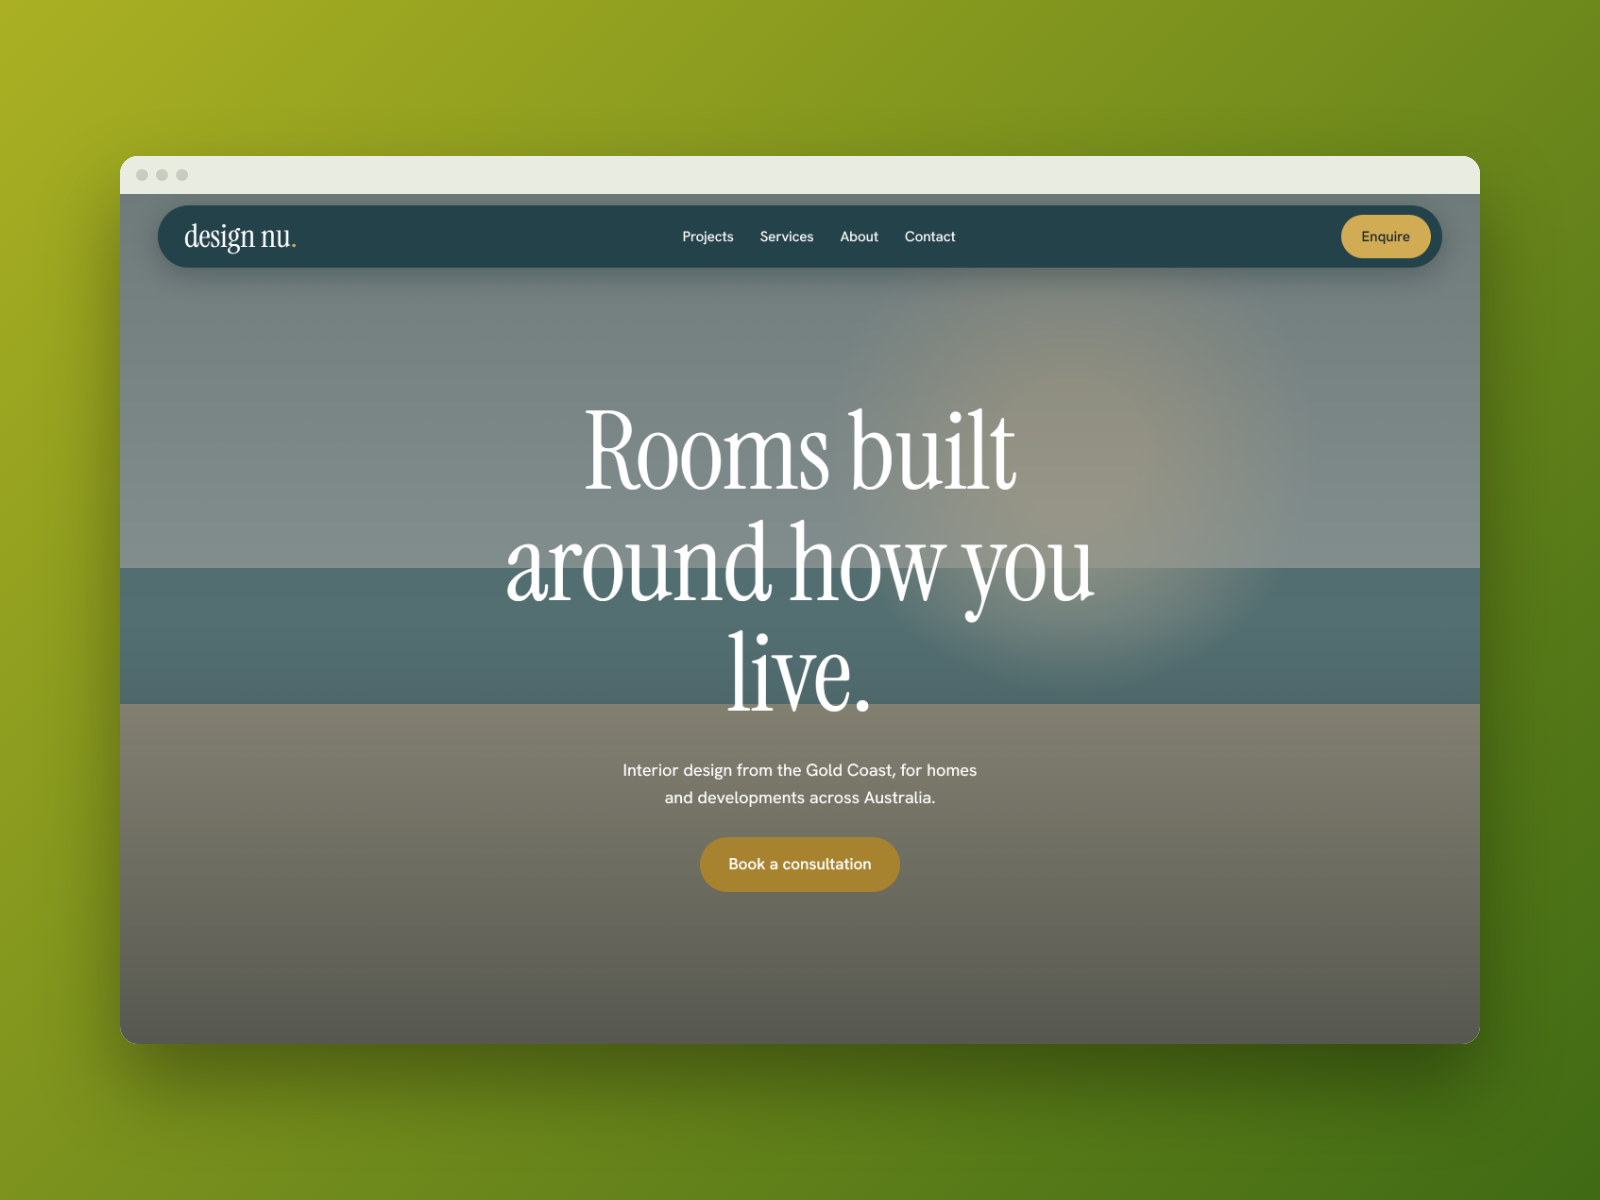 design nu.
Projects Services About Contact
Enquire
Rooms built
around how you
live.
Interior design from the Gold Coast, for homes
and developments across Australia.
Book a consultation